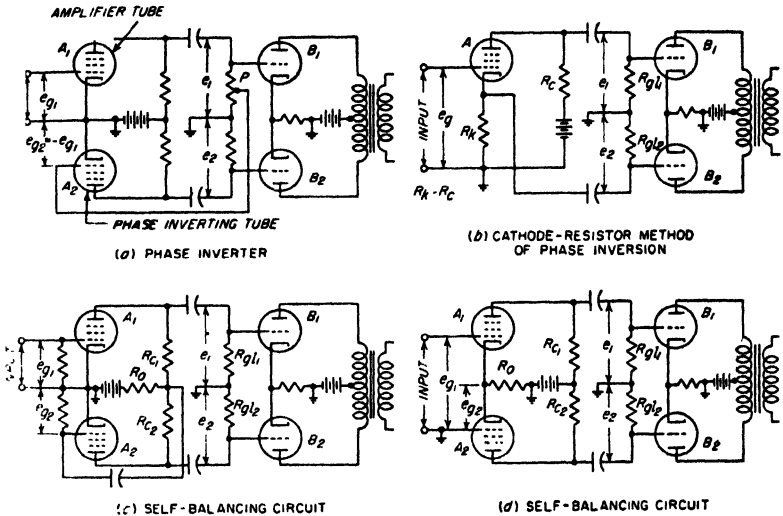 AMPLIFIER TUBE
A1
B1
e1
P
eg1
eg2=-eg1
e2
A2
B2
PHASE INVERTING TUBE
(a) PHASE INVERTER
A
B1
Rc
e1
Rgl1
INPUT
eg
Rk
e2
Rgl2
B2
Rk-Rc
(b) CATHODE-RESISTOR METHOD
OF PHASE INVERSION
A1
B1
Rc1
e1
Rgl1
eg1
Ro
eg2
Rc2
e2
Rgl2
A2
B2
(c) SELF-BALANCING CIRCUIT
A1
B1
Rc1
e1
Rgl1
INPUT
eg1
Ro
eg2
Rc2
e2
Rgl2
A2
B2
(d) SELF-BALANCING CIRCUIT